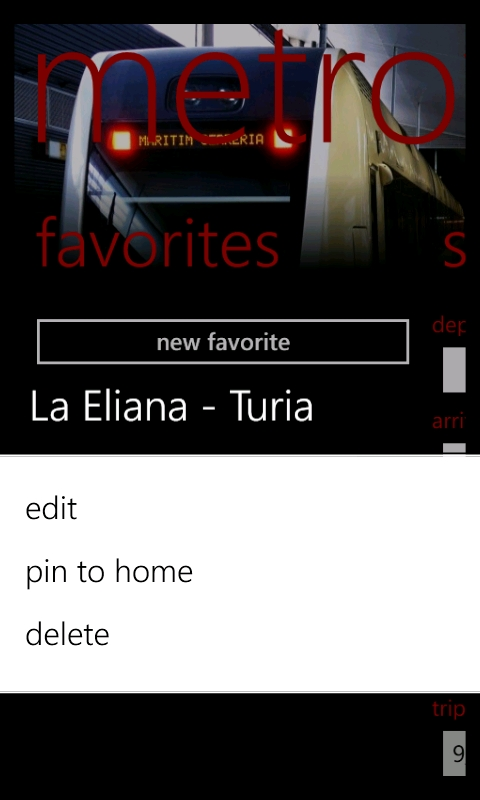 metro
MARITIM SERRERIA
favorites
s
dep
new favorite
La Eliana - Turia
arri
edit
pin to home
delete
trip
9